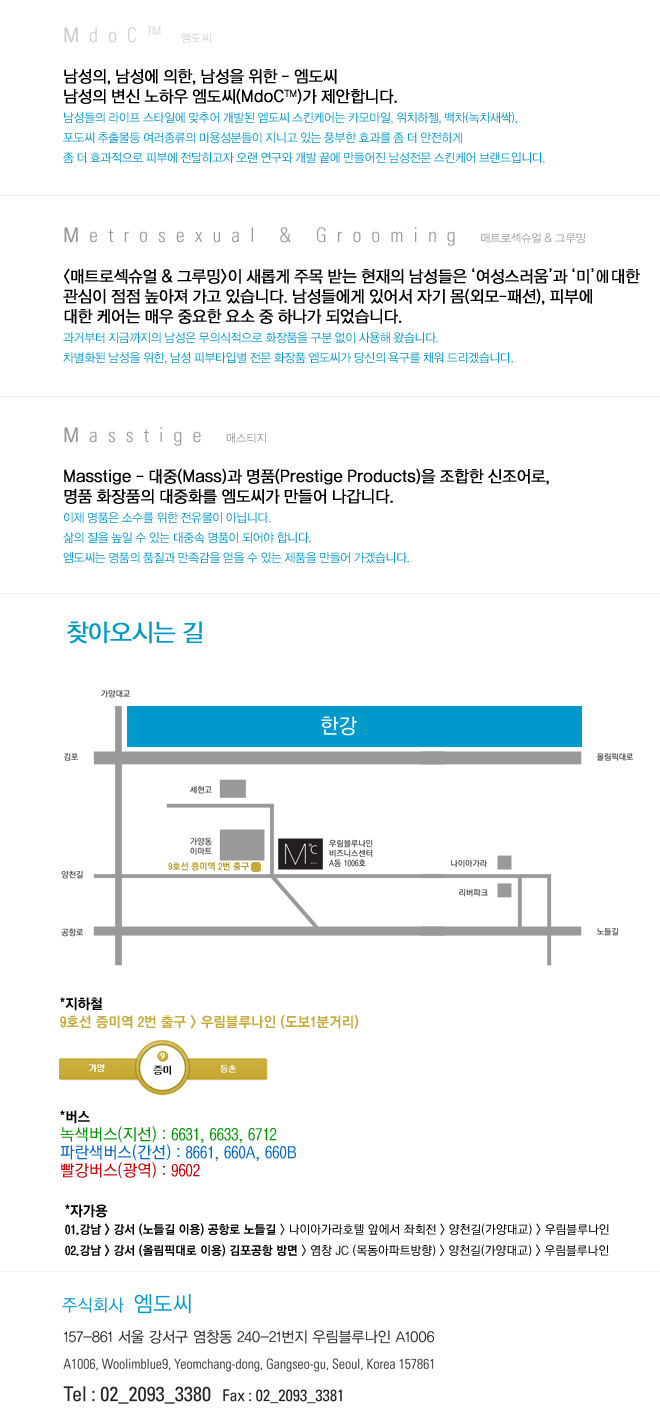 MdoC™ 엠도씨
남성의, 남성에 의한, 남성을 위한 - 엠도씨
남성의 변신 노하우 엠도씨(MdoC™)가 제안합니다.
남성들의 라이프 스타일에 맞추어 개발된 엠도씨 스킨케어는 카모마일, 위치하젤, 백차(녹차새싹),
포도씨 추출물등 여러종류의 미용성분들이 지니고 있는 풍부한 효과를 좀 더 안전하게
좀 더 효과적으로 피부에 전달하고자 오랜 연구와 개발 끝에 만들어진 남성전문 스킨케어 브랜드입니다.
Metrosexual & Grooming 매트로섹슈얼 & 그루밍
<매트로섹슈얼 & 그루밍>이 새롭게 주목 받는 현재의 남성들은 ‘여성스러움’과 ‘미’에 대한
관심이 점점 높아져 가고 있습니다. 남성들에게 있어서 자기 몸(외모-패션), 피부에
대한 케어는 매우 중요한 요소 중 하나가 되었습니다.
과거부터 지금까지의 남성은 무의식적으로 화장품을 구분 없이 사용해 왔습니다.
차별화된 남성을 위한, 남성 피부타입별 전문 화장품 엠도씨가 당신의 욕구를 채워 드리겠습니다.
Masstige 매스티지
Masstige - 대중(Mass)과 명품(Prestige Products)을 조합한 신조어로,
명품 화장품의 대중화를 엠도씨가 만들어 나갑니다.
이제 명품은 소수를 위한 전유물이 아닙니다.
삶의 질을 높일 수 있는 대중속 명품이 되어야 합니다.
엠도씨는 명품의 품질과 만족감을 얻을 수 있는 제품을 만들어 가겠습니다.
찾아오시는 길
가양대교
한강
김포
올림픽대로
세현고
가양동
이마트
M℃
우림블루나인
비즈니스센터
A동 1006호
9호선 증미역 2번 출구
나이아가라
양천길
리버파크
공항로
노들길
*지하철
9호선 증미역 2번 출구 > 우림블루나인 (도보1분거리)
9
가양 증미 등촌
*버스
녹색버스(지선) : 6631, 6633, 6712
파란색버스(간선) : 8661, 660A, 660B
빨강버스(광역) : 9602
*자가용
01.강남 > 강서 (노들길 이용) 공항로 노들길 > 나이아가라호텔 앞에서 좌회전 > 양천길(가양대교) > 우림블루나인
02.강남 > 강서 (올림픽대로 이용) 김포공항 방면 > 염창 JC (목동아파트방향) > 양천길(가양대교) > 우림블루나인
주식회사 엠도씨
157-861 서울 강서구 염창동 240-21번지 우림블루나인 A1006
A1006, Woolimblue9, Yeomchang-dong, Gangseo-gu, Seoul, Korea 157861
Tel : 02_2093_3380 Fax : 02_2093_3381